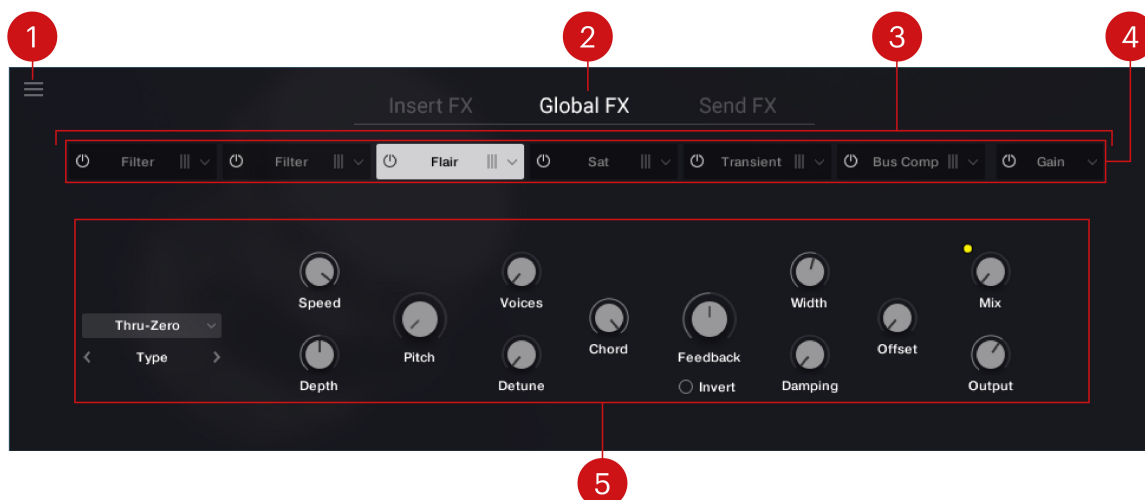 1
2
3
4
Insert FX
Global FX
Send FX
Filter
Filter
Flair
Sat
Transient
Bus Comp
Gain
Speed
Voices
Width
Mix
Thru-Zero
Type
Pitch
Chord
Feedback
Offset
Depth
Detune
Invert
Damping
Output
5